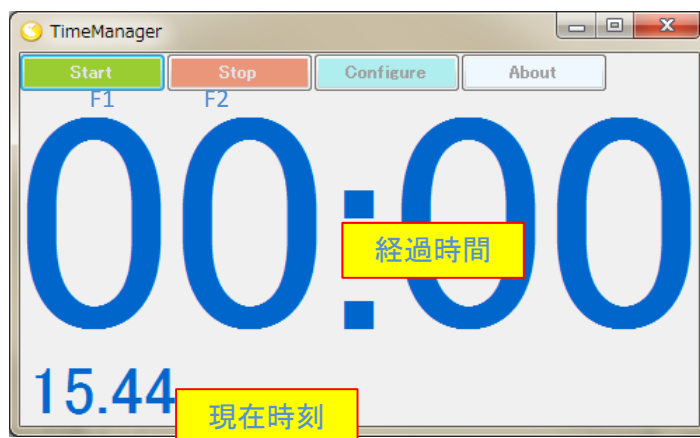 TimeManager
Start Stop Configure About
F1 F2
00:00
経過時間
15.44
現在時刻